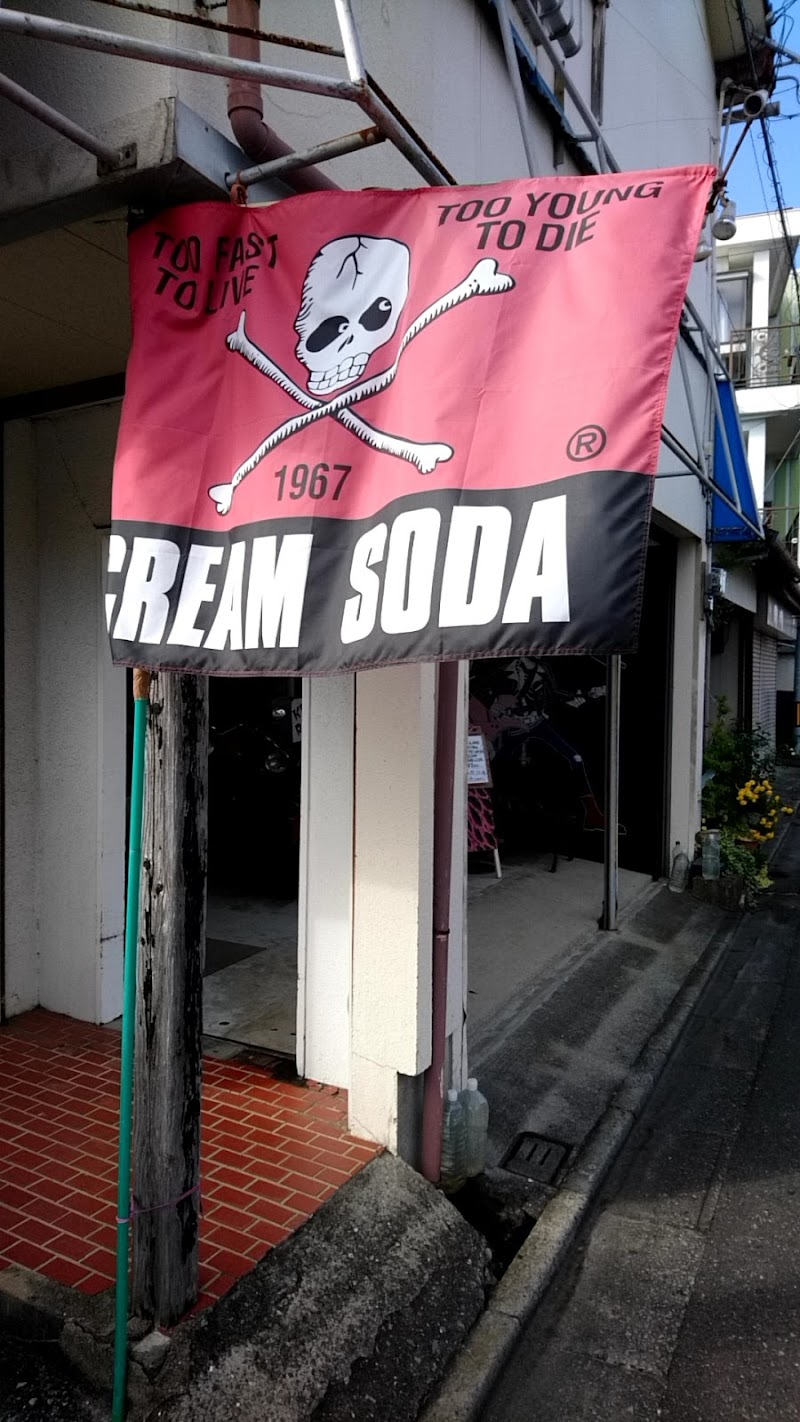 TOO FAST
TO LIVE
TOO YOUNG
TO DIE
®
1967
CREAM SODA